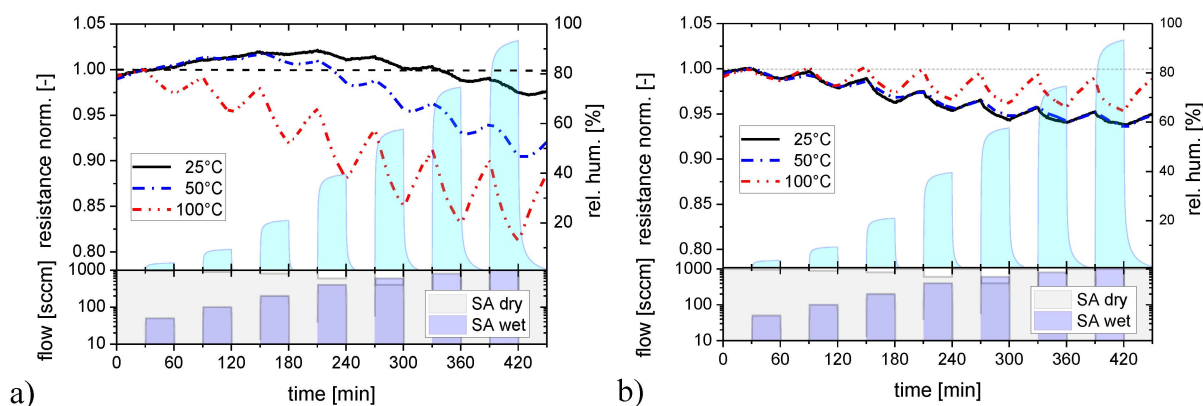 1.05
1.00
0.95
0.90
0.85
0.80
resistance norm. [-]
100
80
60
40
20
rel. hum. [%]
25°C
50°C
100°C
1000
100
10
flow [sccm]
SA dry
SA wet
0 60 120 180 240 300 360 420
time [min]
a)
1.05
1.00
0.95
0.90
0.85
0.80
resistance norm. [-]
100
80
60
40
20
rel. hum. [%]
25°C
50°C
100°C
1000
100
10
flow [sccm]
SA dry
SA wet
0 60 120 180 240 300 360 420
time [min]
b)